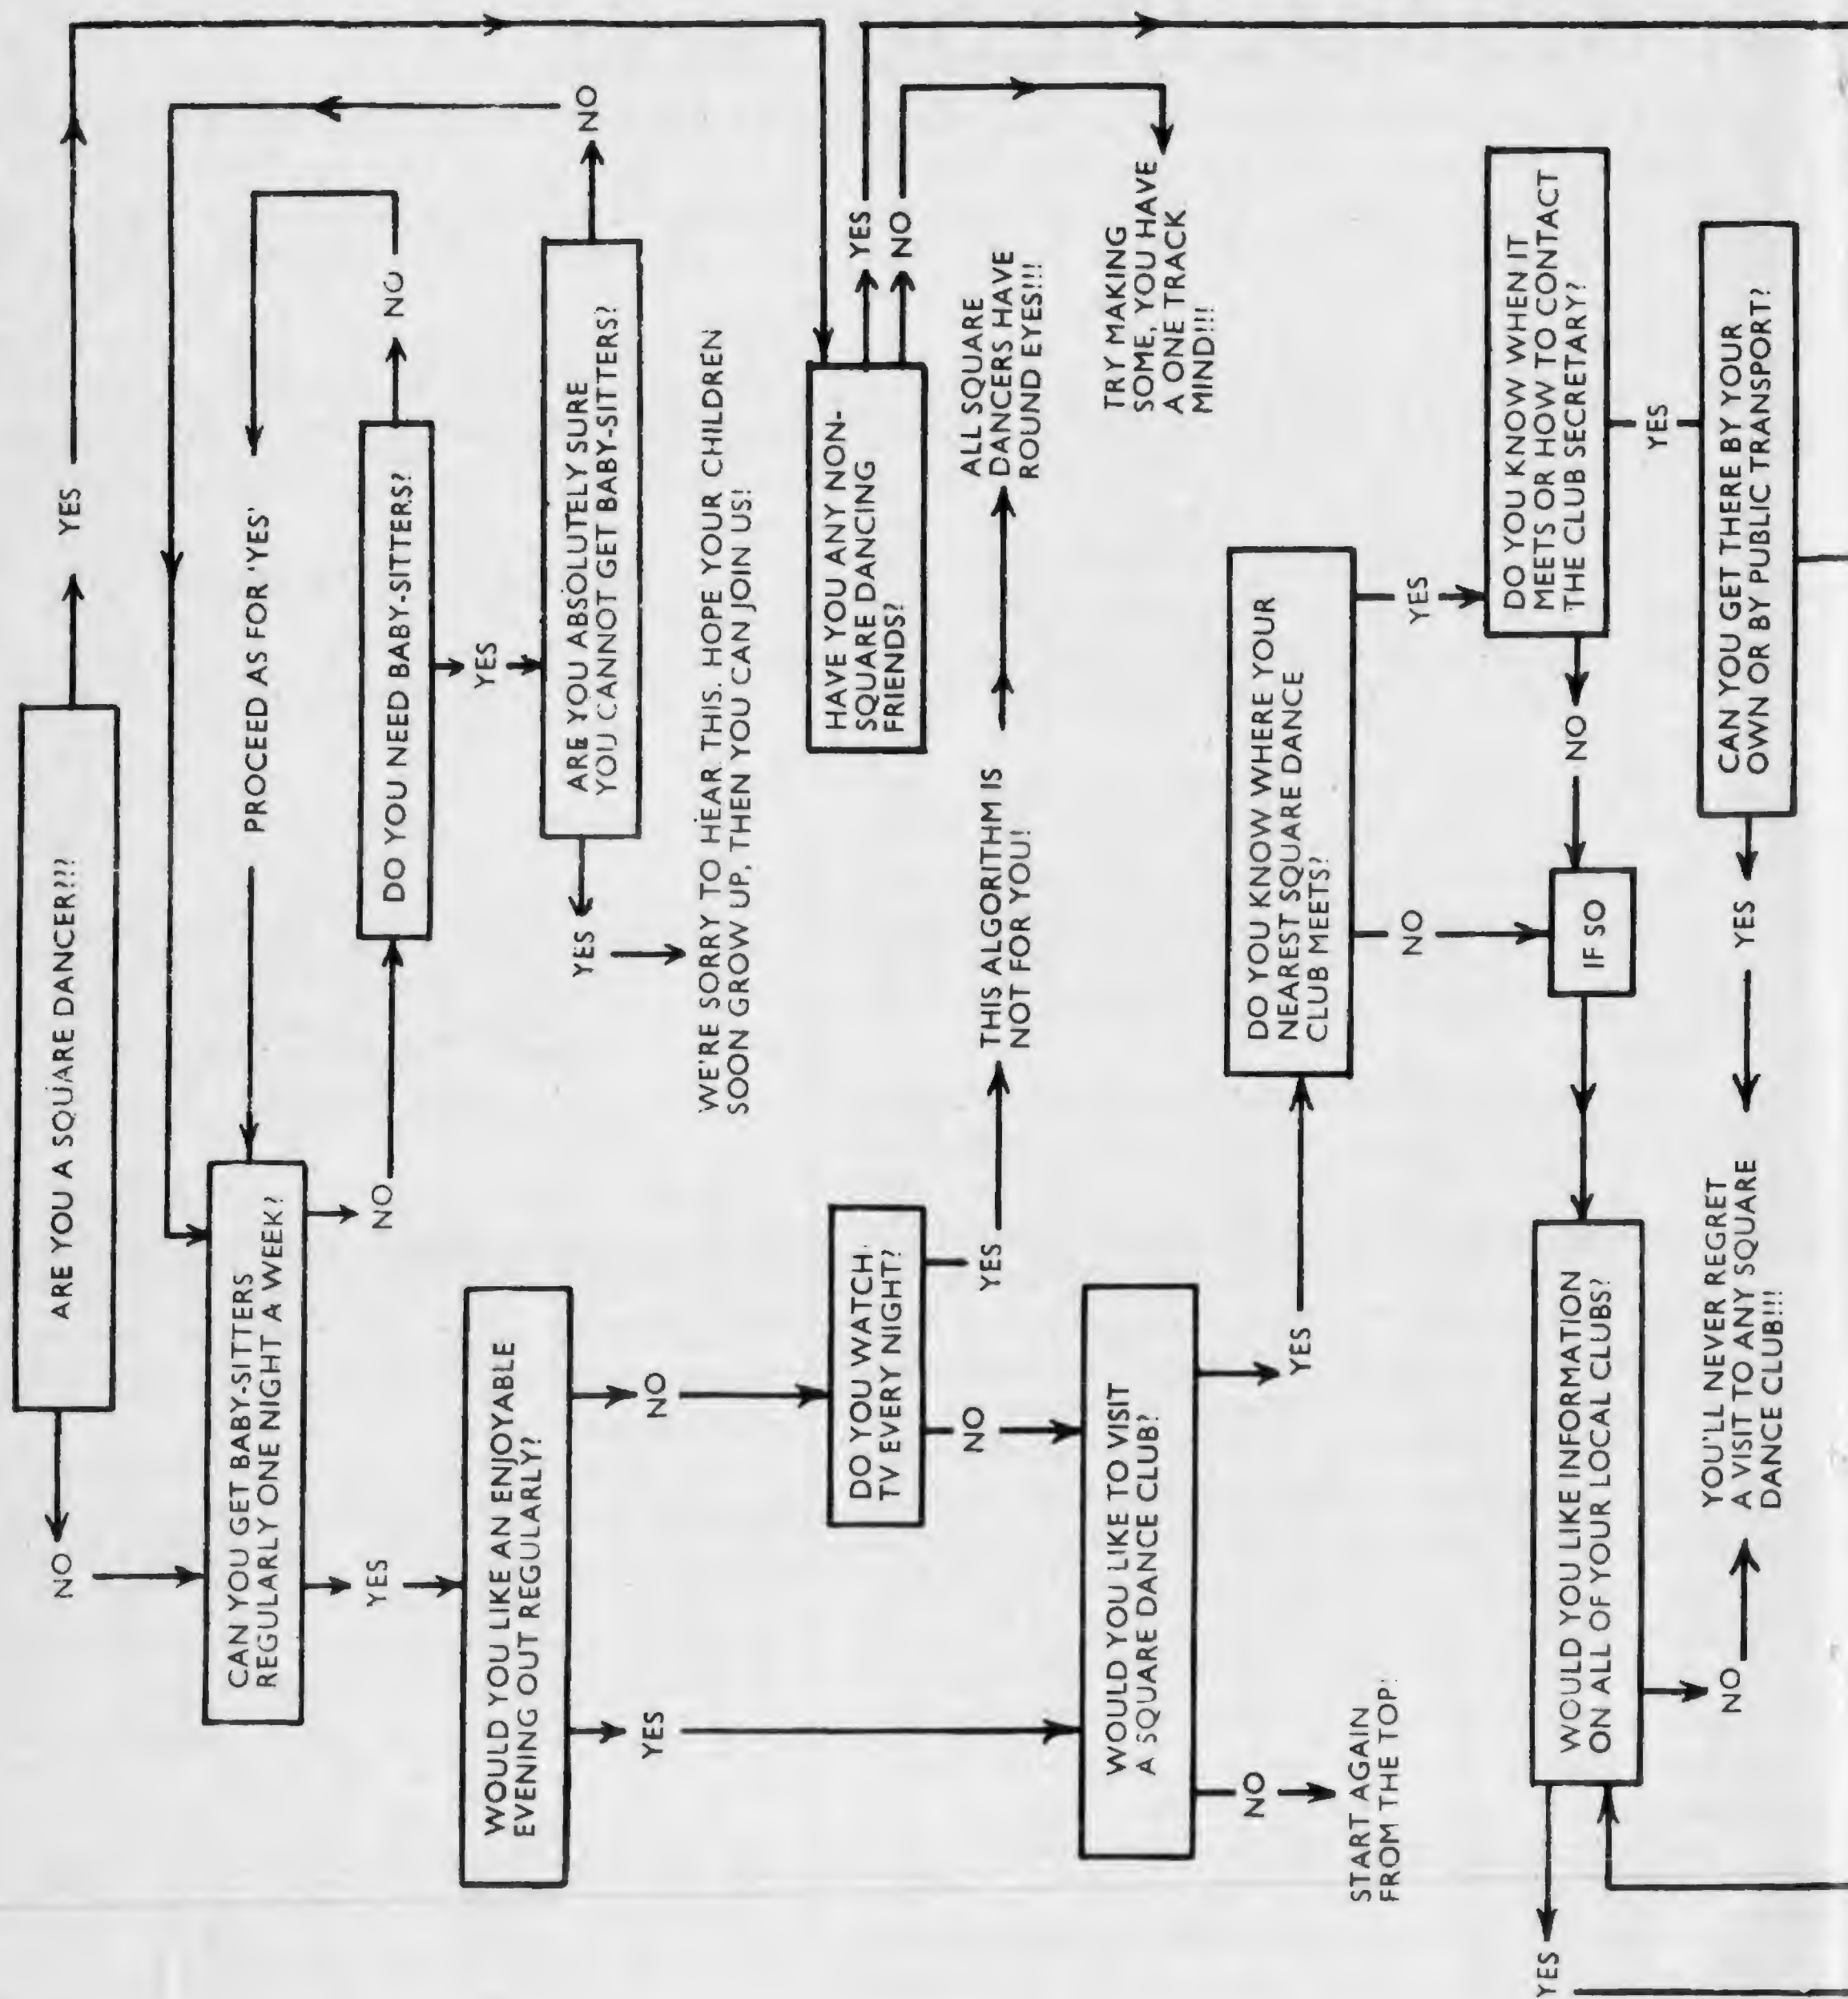 ARE YOU A SQUARE DANCER???
NO
YES
CAN YOU GET BABY-SITTERS
REGULARLY ONE NIGHT A WEEK?
PROCEED AS FOR 'YES'
NO
YES
DO YOU NEED BABY-SITTERS?
NO
YES
WOULD YOU LIKE AN ENJOYABLE
EVENING OUT REGULARLY?
ARE YOU ABSOLUTELY SURE
YOU CANNOT GET BABY-SITTERS?
NO
YES
WE'RE SORRY TO HEAR THIS. HOPE YOUR CHILDREN
SOON GROW UP, THEN YOU CAN JOIN US!
YES
NO
DO YOU WATCH
TV EVERY NIGHT?
HAVE YOU ANY NON-
SQUARE DANCING
FRIENDS?
YES
NO
NO
YES
THIS ALGORITHM IS
NOT FOR YOU!
ALL SQUARE
DANCERS HAVE
ROUND EYES!!!
TRY MAKING
SOME, YOU HAVE
A ONE TRACK
MIND!!!
WOULD YOU LIKE TO VISIT
A SQUARE DANCE CLUB?
NO
YES
START AGAIN
FROM THE TOP!
DO YOU KNOW WHERE YOUR
NEAREST SQUARE DANCE
CLUB MEETS?
NO
YES
DO YOU KNOW WHEN IT
MEETS OR HOW TO CONTACT
THE CLUB SECRETARY?
NO
YES
IF SO
WOULD YOU LIKE INFORMATION
ON ALL OF YOUR LOCAL CLUBS?
YES
NO
YOU'LL NEVER REGRET
A VISIT TO ANY SQUARE
DANCE CLUB!!!
YES
CAN YOU GET THERE BY YOUR
OWN OR BY PUBLIC TRANSPORT?